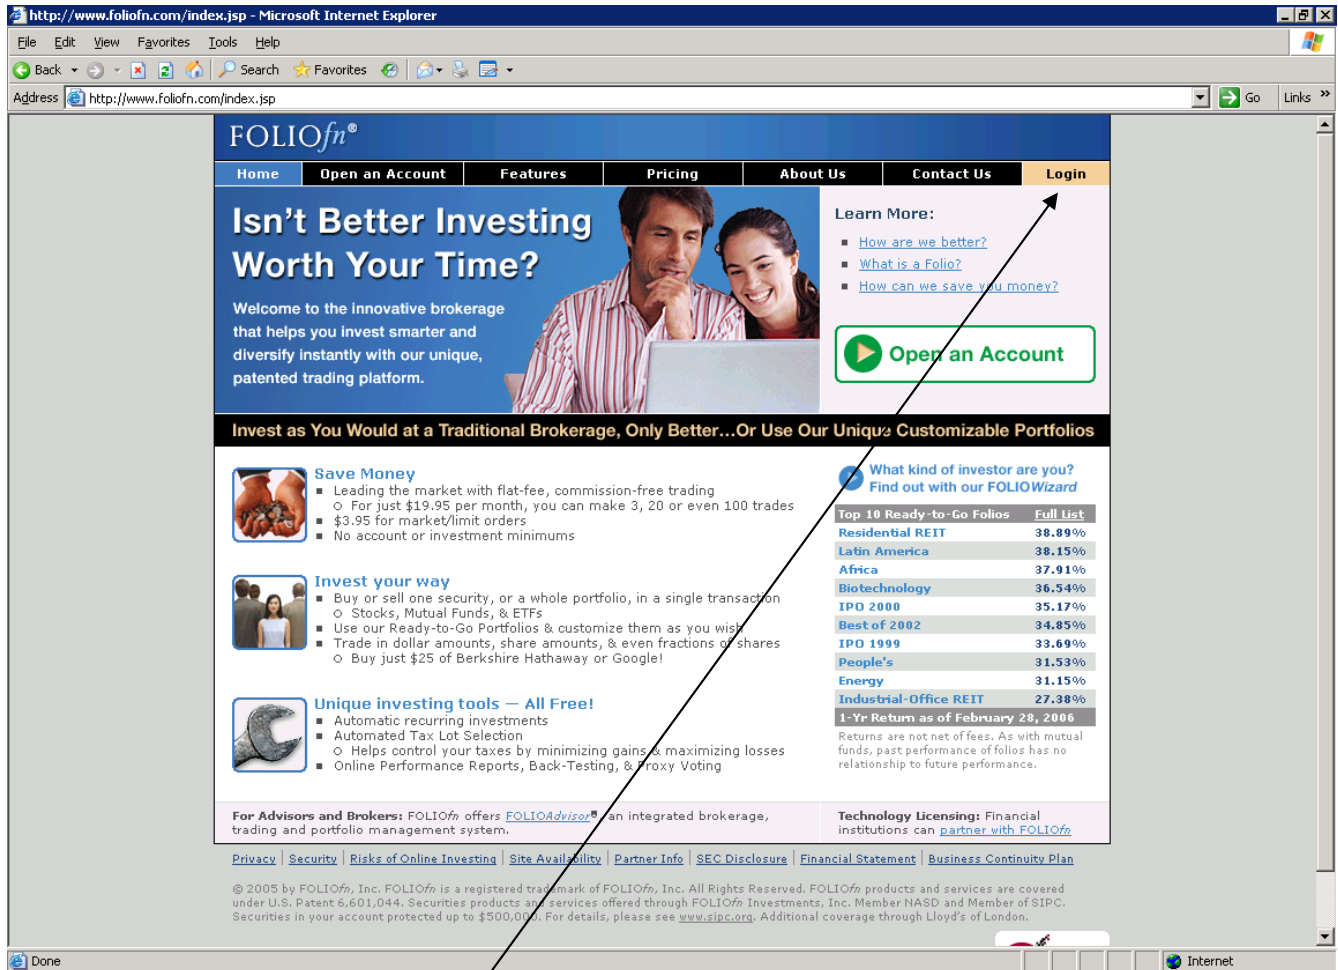 http://www.foliofn.com/index.jsp - Microsoft Internet Explorer
File Edit View Favorites Tools Help
Back Search Favorites
Address http://www.foliofn.com/index.jsp Go Links »
FOLIOfn®
Home Open an Account Features Pricing About Us Contact Us Login
Isn't Better Investing
Worth Your Time?
Welcome to the innovative brokerage
that helps you invest smarter and
diversify instantly with our unique,
patented trading platform.
Learn More:
How are we better?
What is a Folio?
How can we save you money?
Open an Account
Invest as You Would at a Traditional Brokerage, Only Better...Or Use Our Unique Customizable Portfolios
Save Money
Leading the market with flat-fee, commission-free trading
For just $19.95 per month, you can make 3, 20 or even 100 trades
$3.95 for market/limit orders
No account or investment minimums
Invest your way
Buy or sell one security, or a whole portfolio, in a single transaction
Stocks, Mutual Funds, & ETFs
Use our Ready-to-Go Portfolios & customize them as you wish
Trade in dollar amounts, share amounts, & even fractions of shares
Buy just $25 of Berkshire Hathaway or Google!
Unique investing tools — All Free!
Automatic recurring investments
Automated Tax Lot Selection
Helps control your taxes by minimizing gains & maximizing losses
Online Performance Reports, Back-Testing, & Proxy Voting
What kind of investor are you?
Find out with our FOLIOWizard
Top 10 Ready-to-Go Folios Full List
Residential REIT 38.89%
Latin America 38.15%
Africa 37.91%
Biotechnology 36.54%
IPO 2000 35.17%
Best of 2002 34.85%
IPO 1999 33.69%
People's 31.53%
Energy 31.15%
Industrial-Office REIT 27.38%
1-Yr Return as of February 28, 2006
Returns are not net of fees. As with mutual
funds, past performance of folios has no
relationship to future performance.
For Advisors and Brokers: FOLIOfn offers FOLIOAdvisor®, an integrated brokerage,
trading and portfolio management system.
Technology Licensing: Financial
institutions can partner with FOLIOfn
Privacy | Security | Risks of Online Investing | Site Availability | Partner Info | SEC Disclosure | Financial Statement | Business Continuity Plan
© 2005 by FOLIOfn, Inc. FOLIOfn is a registered trademark of FOLIOfn, Inc. All Rights Reserved. FOLIOfn products and services are covered
under U.S. Patent 6,601,044. Securities products and services offered through FOLIOfn Investments, Inc. Member NASD and Member of SIPC.
Securities in your account protected up to $500,000. For details, please see www.sipc.org. Additional coverage through Lloyd's of London.
Done Internet